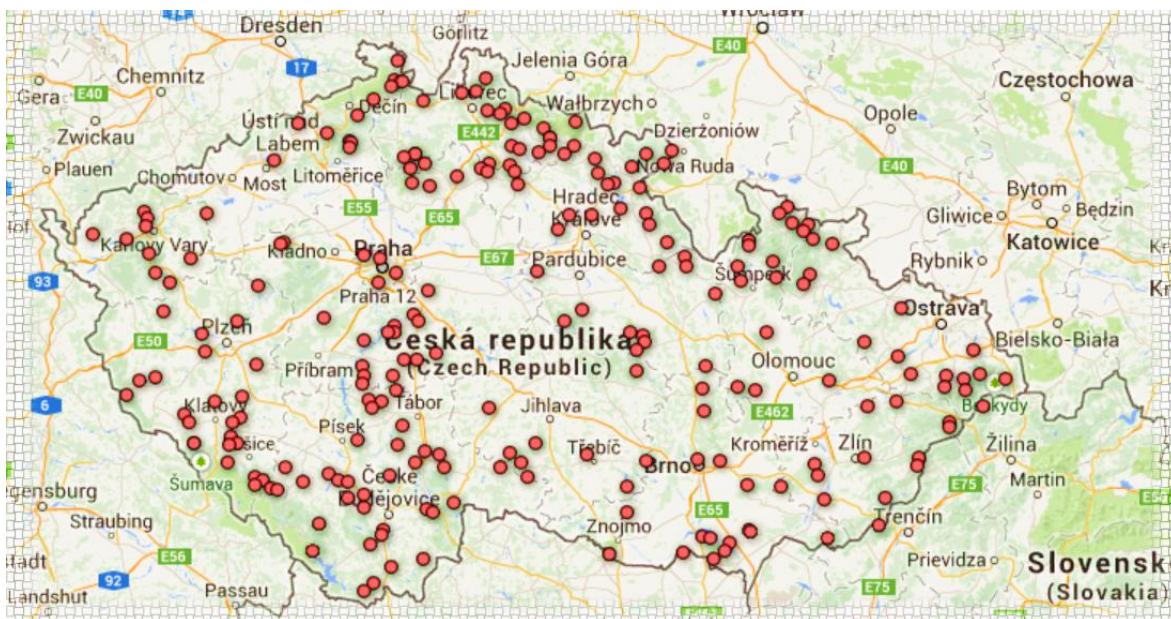 Wrocław
Dresden
Görlitz
17
E40
Jelenia Góra
Chemnitz
Częstochowa
Gera
E40
Děčín
Wałbrzych
Opole
Zwickau
Ústí nad
Labem
E442
Dzierżoniów
Plauen
Chomutov
Most
Litoměřice
Nowa Ruda
E40
Bytom
E55
E65
Hradec
Králové
Gliwice
Będzin
Karlovy Vary
Kladno
Praha
E67
Pardubice
Katowice
Rybnik
93
Praha 12
Šumperk
Plzeň
Ostrava
E50
Česká republika
(Czech Republic)
Bielsko-Biała
Příbram
Olomouc
6
Klatovy
Tábor
Jihlava
E462
Beskydy
Písek
Třebíč
Brno
Kroměříž
Zlín
Žilina
Šumava
České
Budějovice
E75
Martin
Straubing
E65
Znojmo
Trenčín
E56
Prievidza
92
Passau
E75
Landshut
(Slovakia)